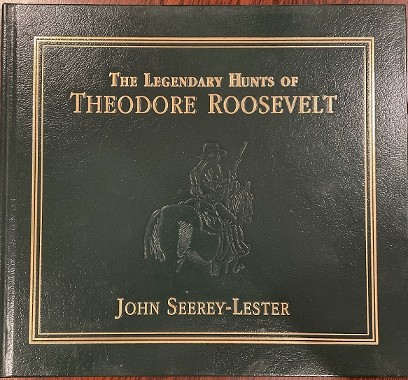 The Legendary Hunts of
Theodore Roosevelt
John Seerey-Lester